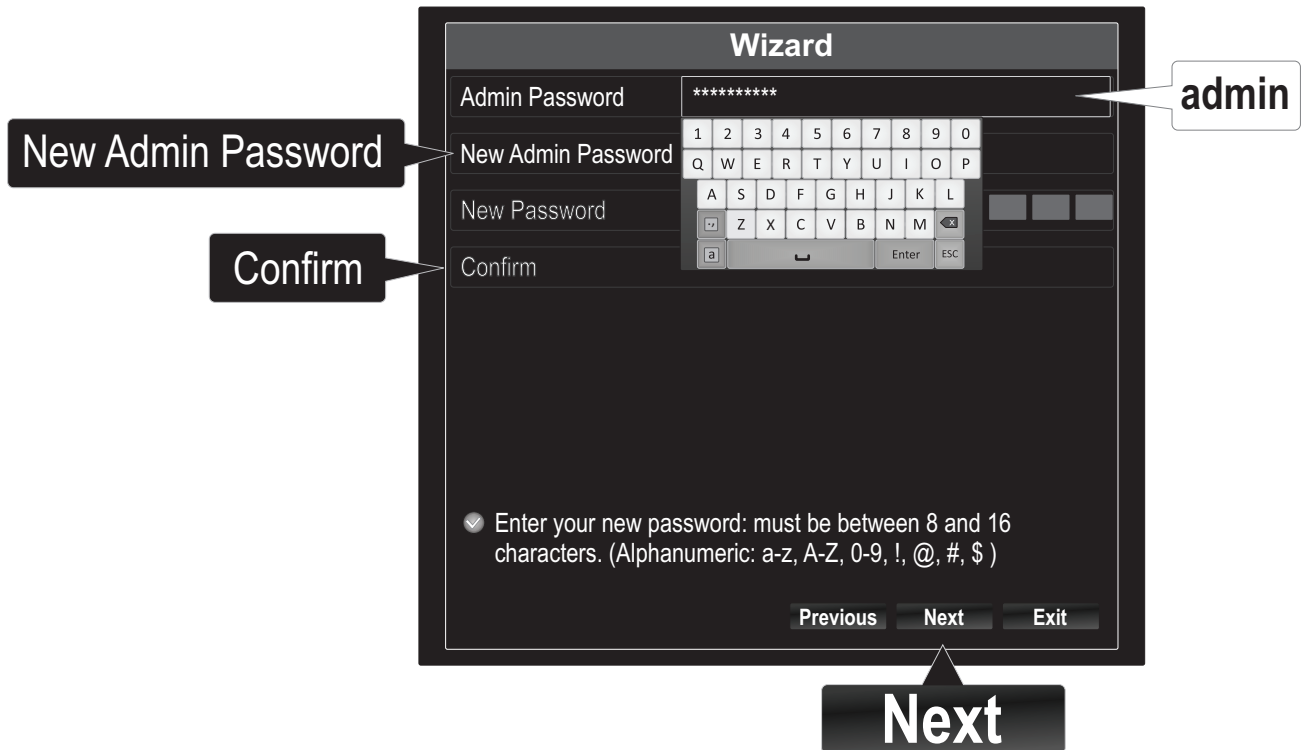 Wizard
Admin Password
**********
admin
New Admin Password
New Admin Password
New Password
Confirm
Confirm
1 2 3 4 5 6 7 8 9 0
Q W E R T Y U I O P
A S D F G H J K L
., Z X C V B N M X
a Enter ESC
Enter your new password: must be between 8 and 16
characters. (Alphanumeric: a-z, A-Z, 0-9, !, @, #, $ )
Previous Next Exit
Next